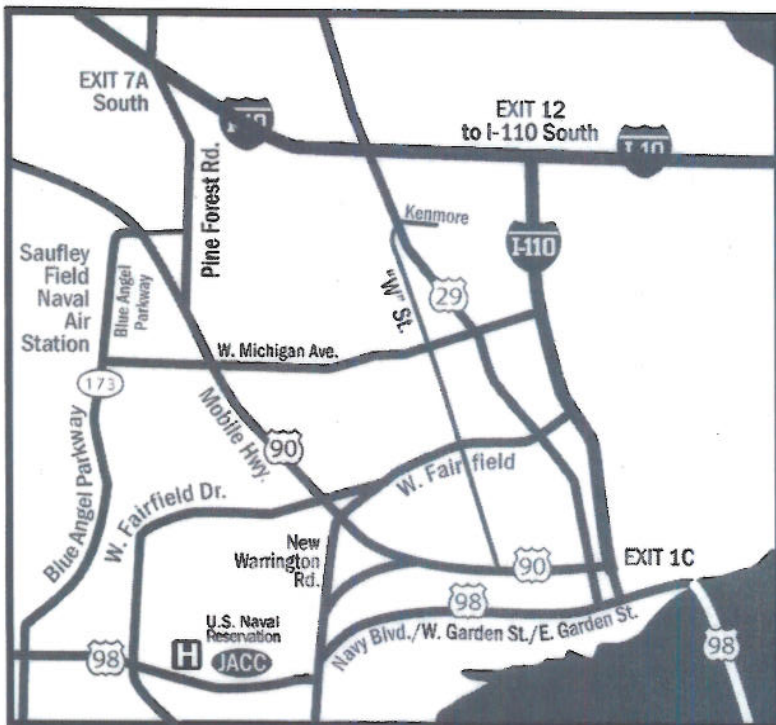 EXIT 7A
South
I-10
EXIT 12
to I-110 South
I-10
Pine Forest Rd.
Kenmore
I-110
Saufley
Field
Naval
Air
Station
Blue Angel
Parkway
"W" St.
29
W. Michigan Ave.
173
Mobile Hwy.
90
Blue Angel Parkway
W. Fairfield Dr.
W. Fairfield
New
Warrington
Rd.
90
EXIT 1C
98
U.S. Naval
Reservation
H
JACC
Navy Blvd./W. Garden St./E. Garden St.
98
98